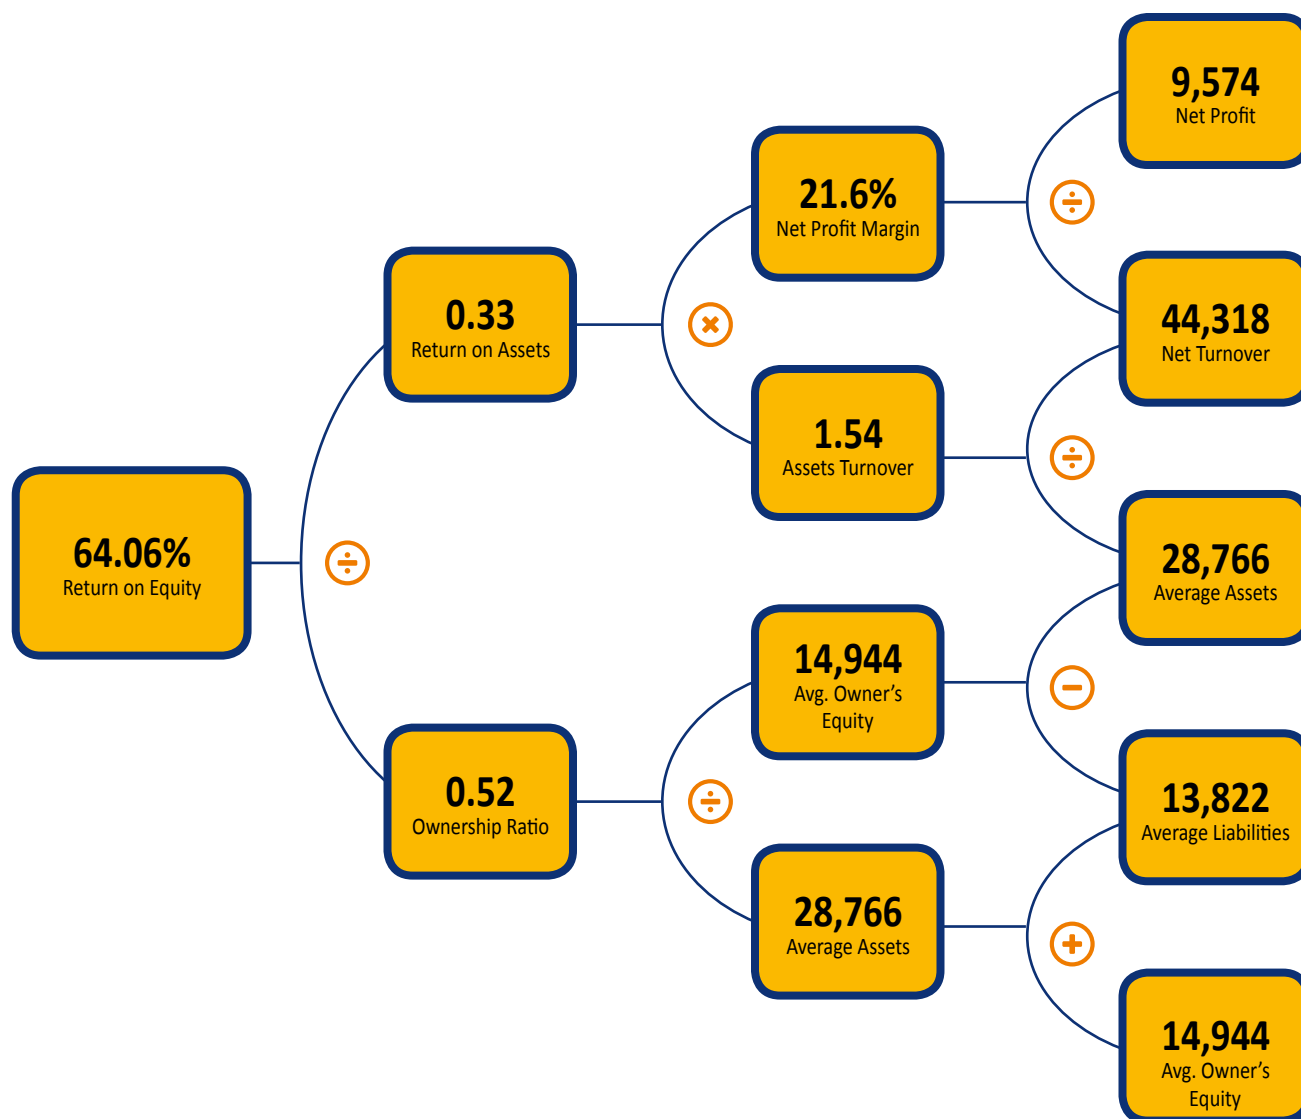 9,574
Net Profit
21.6%
Net Profit Margin
÷
0.33
Return on Assets
×
44,318
Net Turnover
1.54
Assets Turnover
÷
64.06%
Return on Equity
÷
28,766
Average Assets
14,944
Avg. Owner’s
Equity
−
0.52
Ownership Ratio
÷
13,822
Average Liabilities
28,766
Average Assets
+
14,944
Avg. Owner’s
Equity